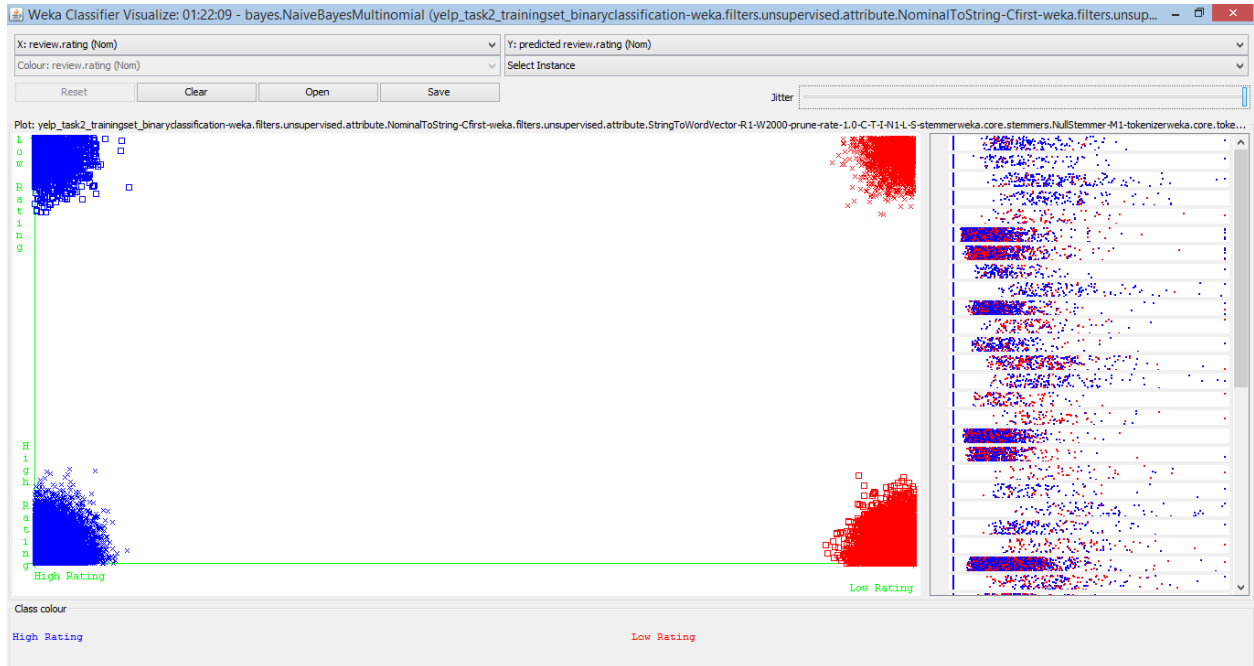 Weka Classifier Visualize: 01:22:09 - bayes.NaiveBayesMultinomial (yelp_task2_trainingset_binaryclassification-weka.filters.unsupervised.attribute.NominalToString-Cfirst-weka.filters.unsup...
X: review.rating (Nom)
Y: predicted review.rating (Nom)
Colour: review.rating (Nom)
Select Instance
Reset
Clear
Open
Save
Jitter
Plot: yelp_task2_trainingset_binaryclassification-weka.filters.unsupervised.attribute.NominalToString-Cfirst-weka.filters.unsupervised.attribute.StringToWordVector-R1-W2000-prune-rate-1.0-C-T-I-N1-L-S-stemmerweka.core.stemmers.NullStemmer-M1-tokenizerweka.core.toke...
Low Rating
High Rating
High Rating
Low Rating
Class colour
High Rating
Low Rating